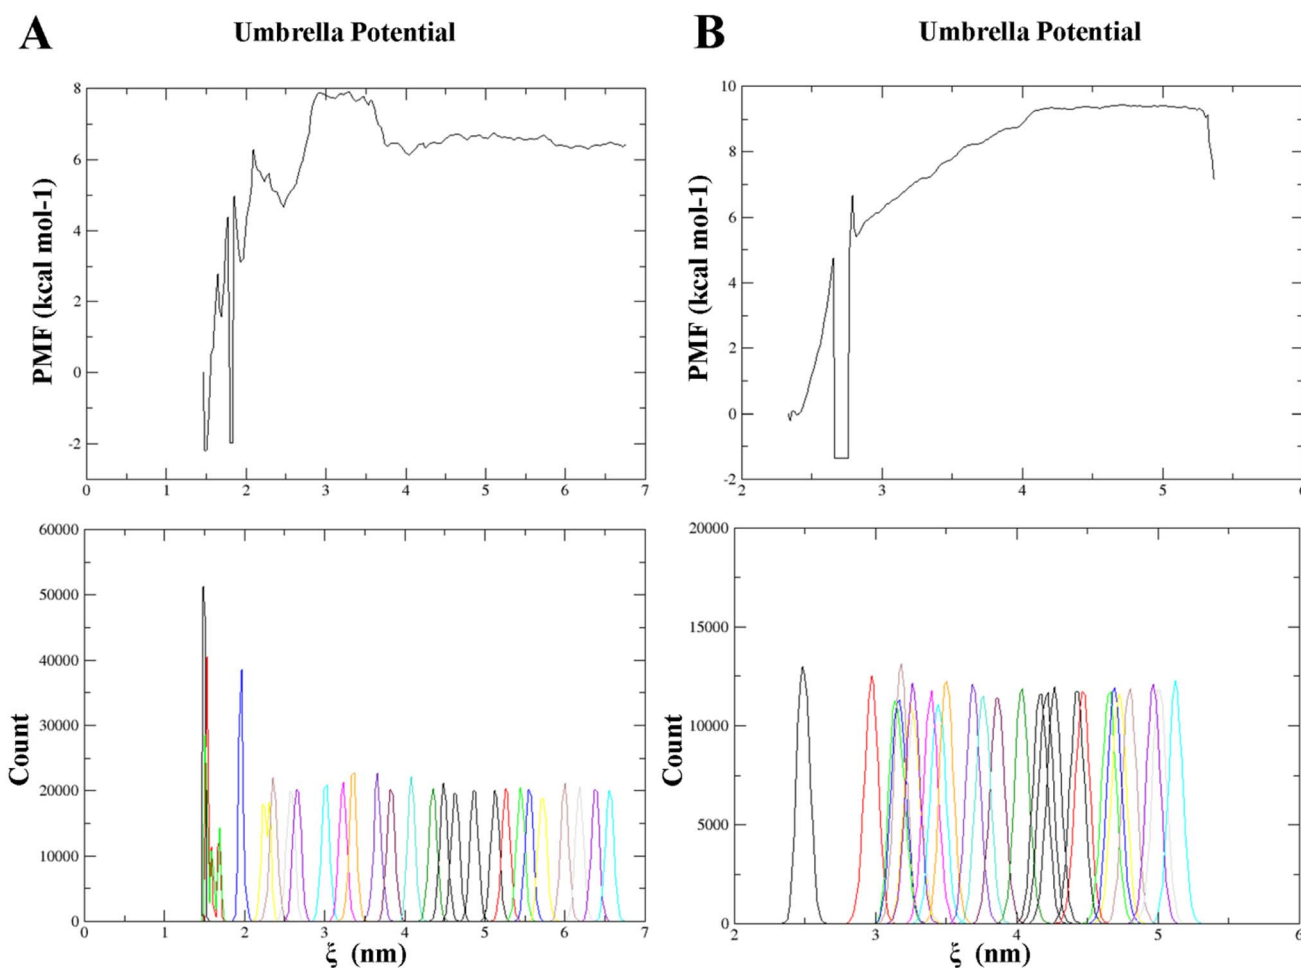 A
Umbrella Potential
PMF (kcal mol-1)
8
6
4
2
0
-2
0 1 2 3 4 5 6 7
Count
60000
50000
40000
30000
20000
10000
0
0 1 2 3 4 5 6 7
ξ (nm)
B
Umbrella Potential
PMF (kcal mol-1)
10
8
6
4
2
0
-2
2 3 4 5 6
Count
20000
15000
10000
5000
0
2 3 4 5 6
ξ (nm)